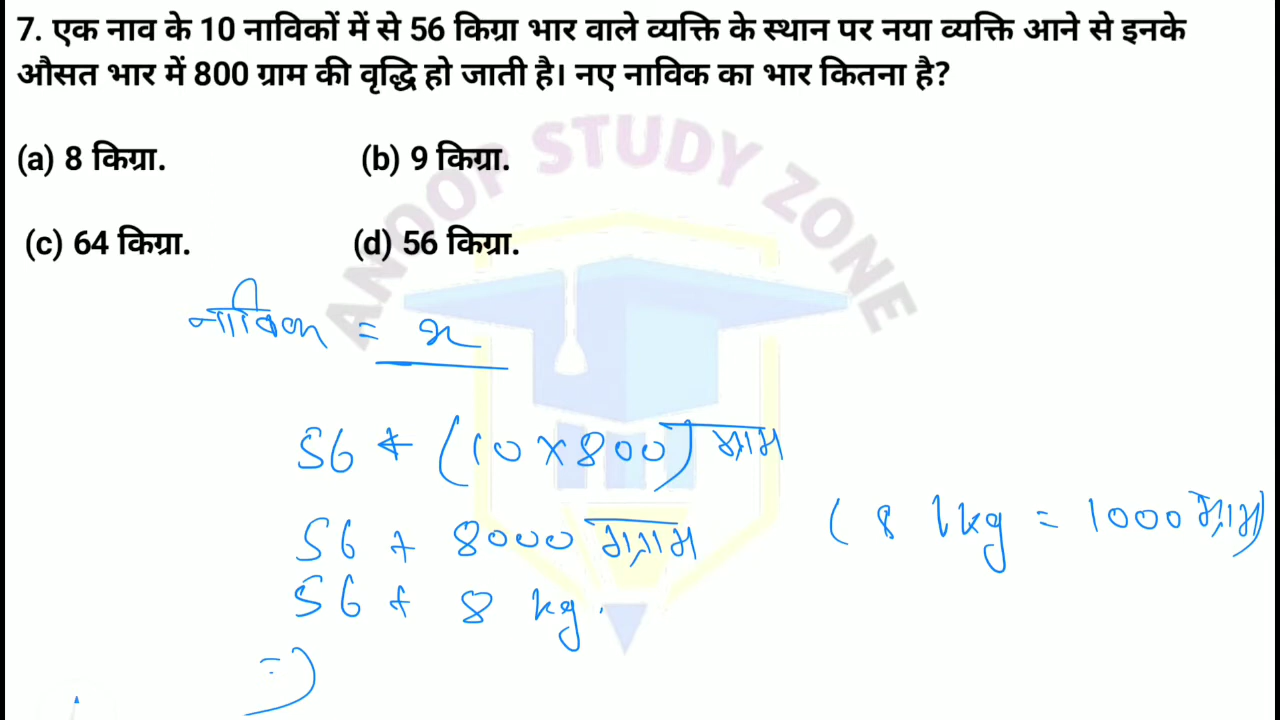 7. एक नाव के 10 नाविकों में से 56 किग्रा भार वाले व्यक्ति के स्थान पर नया व्यक्ति आने से इनके
औसत भार में 800 ग्राम की वृद्धि हो जाती है। नए नाविक का भार कितना है?
(a) 8 किग्रा. (b) 9 किग्रा.
(c) 64 किग्रा. (d) 56 किग्रा.
ANOOP STUDY ZONE
नाविक = x
56 + (10 × 800) ग्राम
56 + 8000 ग्राम (8 1kg = 1000 ग्राम)
56 + 8 kg.
=)